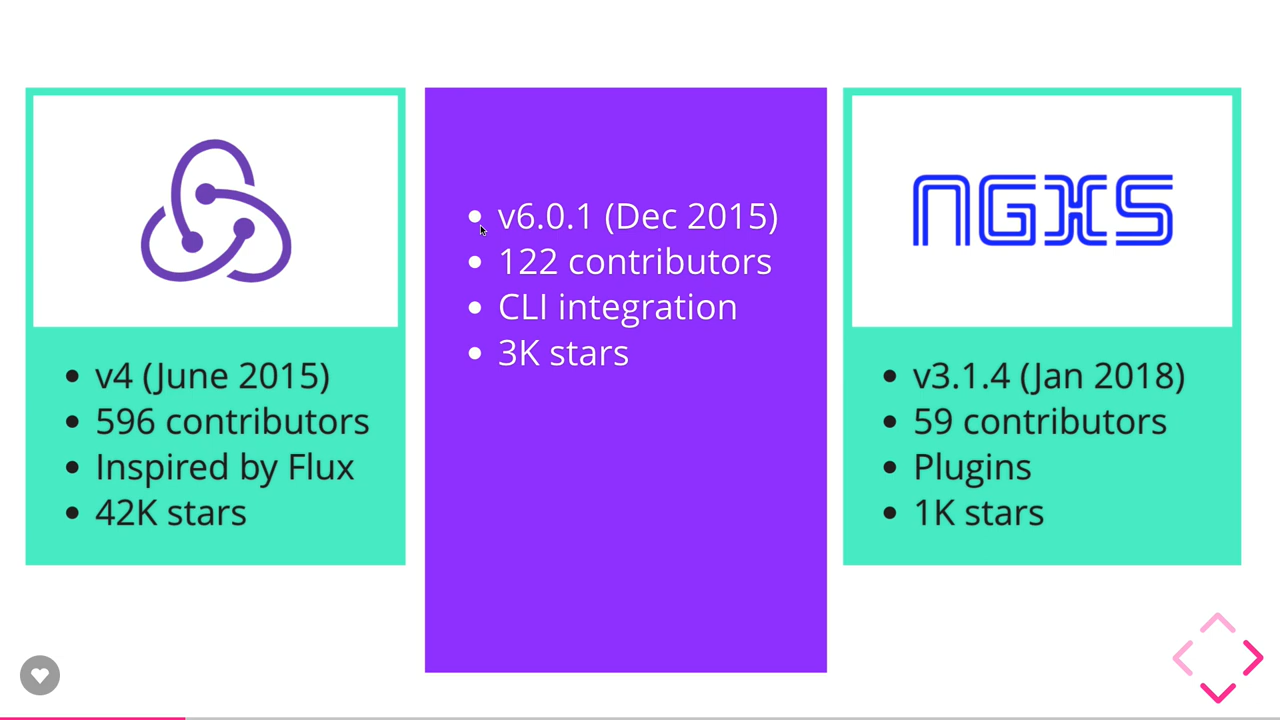 v4 (June 2015)
596 contributors
Inspired by Flux
42K stars
v6.0.1 (Dec 2015)
122 contributors
CLI integration
3K stars
NGXS
v3.1.4 (Jan 2018)
59 contributors
Plugins
1K stars